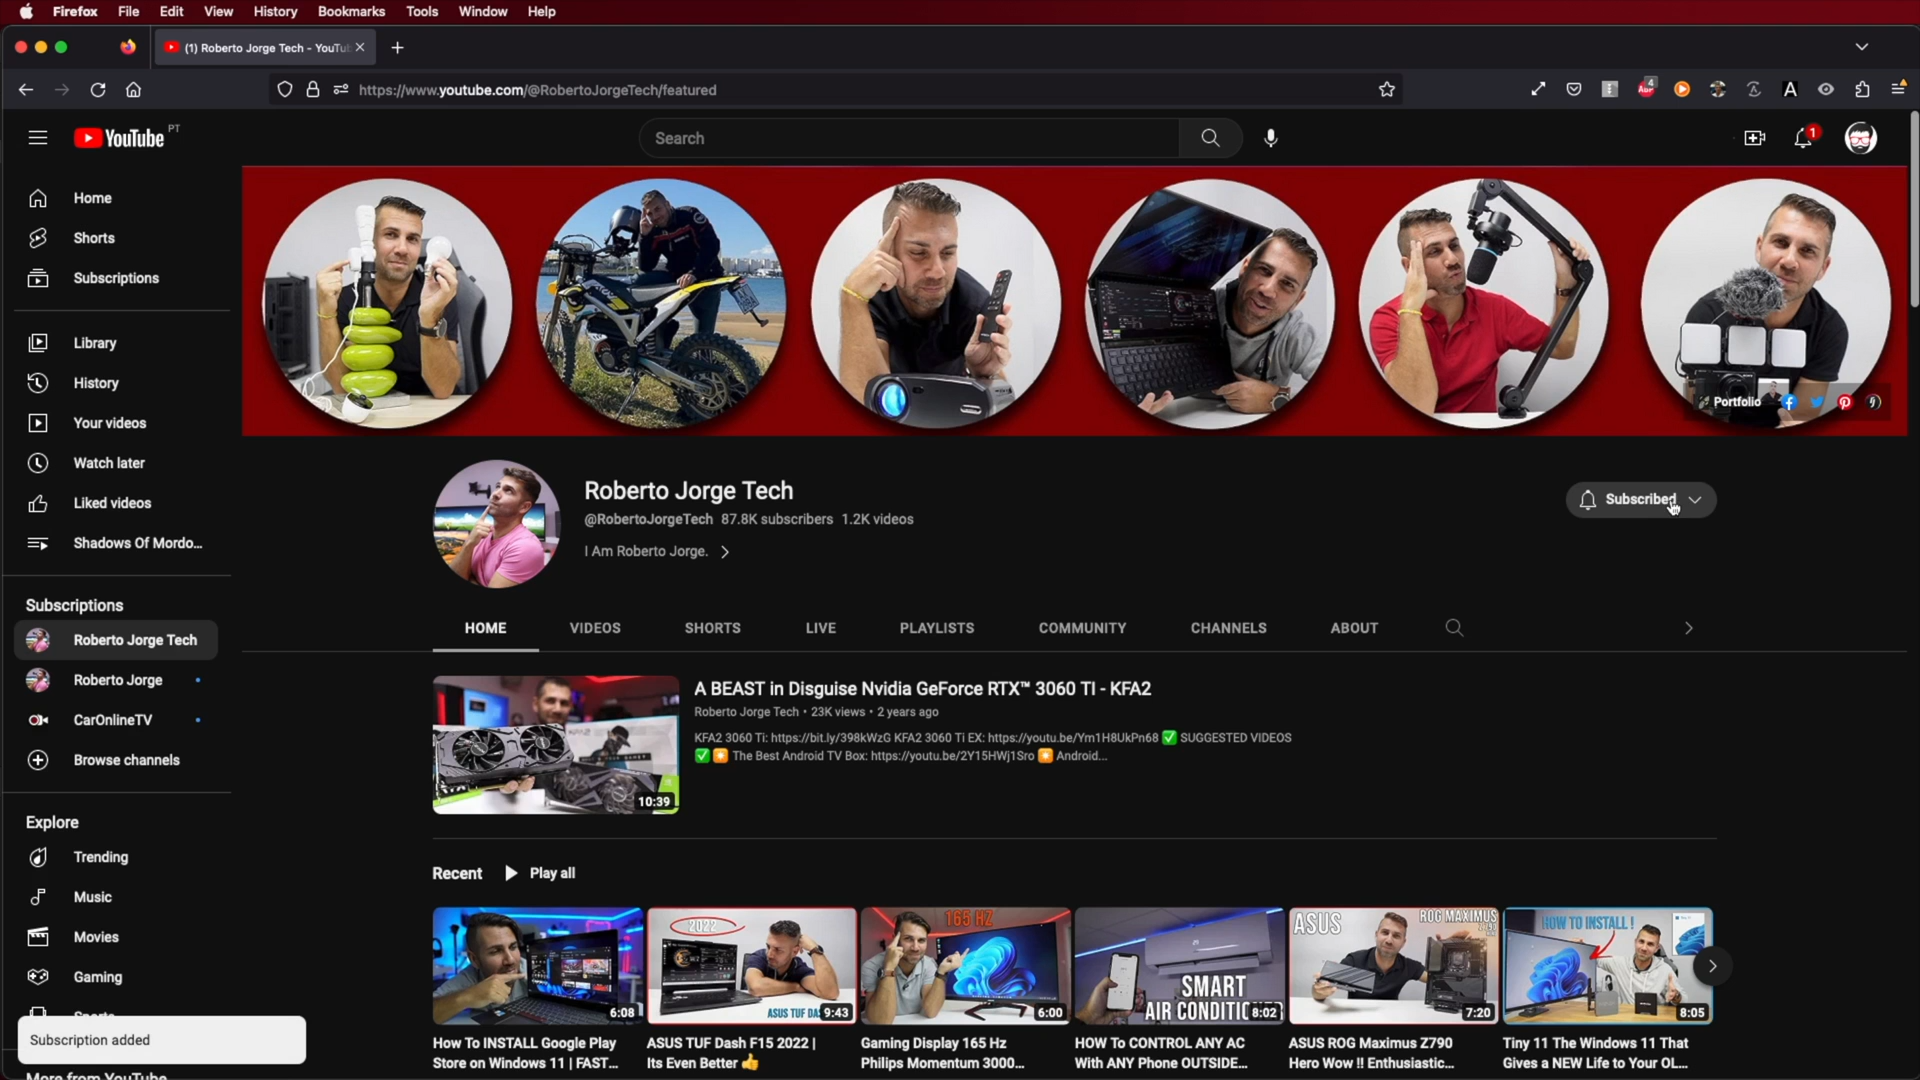 Firefox File Edit View History Bookmarks Tools Window Help
(1) Roberto Jorge Tech - YouTu
https://www.youtube.com/@RobertoJorgeTech/featured
4
ABP
A
YouTube PT
Search
1
Home
Shorts
Subscriptions
Library
History
Your videos
Watch later
Liked videos
Shadows Of Mordo...
Subscriptions
Roberto Jorge Tech
Roberto Jorge
CarOnlineTV
Browse channels
Explore
Trending
Music
Movies
Gaming
Subscription added
More from YouTube
Portfolio
Roberto Jorge Tech
@RobertoJorgeTech 87.8K subscribers 1.2K videos
I Am Roberto Jorge.
Subscribed
HOME VIDEOS SHORTS LIVE PLAYLISTS COMMUNITY CHANNELS ABOUT
10:39
A BEAST in Disguise Nvidia GeForce RTX™ 3060 TI - KFA2
Roberto Jorge Tech • 23K views • 2 years ago
KFA2 3060 Ti: https://bit.ly/398kWzG KFA2 3060 Ti EX: https://youtu.be/Ym1H8UkPn68 ✅ SUGGESTED VIDEOS
✅ The Best Android TV Box: https://youtu.be/2Y15HWj1Sro Android...
Recent Play all
6:08
How To INSTALL Google Play
Store on Windows 11 | FAST...
2022
ASUS TUF DA
9:43
ASUS TUF Dash F15 2022 |
Its Even Better 👍
165 HZ
6:00
Gaming Display 165 Hz
Philips Momentum 3000...
SMART
AIR CONDITIC
8:02
HOW To CONTROL ANY AC
With ANY Phone OUTSIDE...
ASUS
ROG MAXIMUS
7:20
ASUS ROG Maximus Z790
Hero Wow !! Enthusiastic...
HOW TO INSTALL !
8:05
Tiny 11 The Windows 11 That
Gives a NEW Life to Your OL...